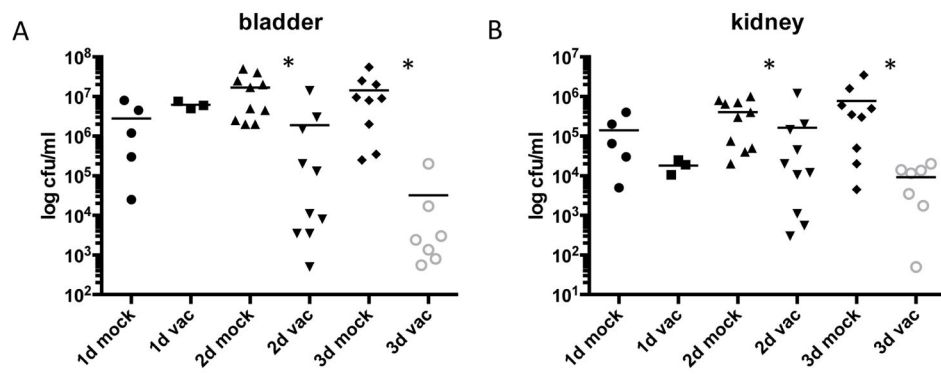 A
bladder
log cfu/ml
10⁸
10⁷
10⁶
10⁵
10⁴
10³
10²
*
*
1d mock
1d vac
2d mock
2d vac
3d mock
3d vac
B
kidney
log cfu/ml
10⁷
10⁶
10⁵
10⁴
10³
10²
10¹
*
*
1d mock
1d vac
2d mock
2d vac
3d mock
3d vac